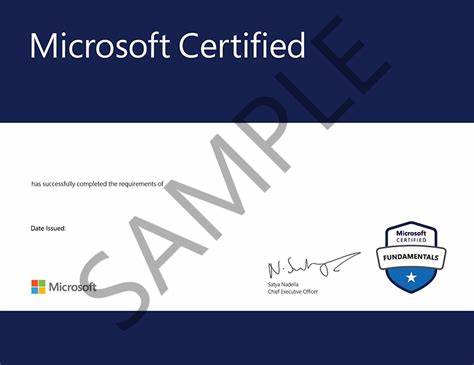 Microsoft Certified
SAMPLE
has successfully completed the requirements of
Date Issued:
Microsoft
Satya Nadella
Chief Executive Officer
Microsoft
CERTIFIED
FUNDAMENTALS